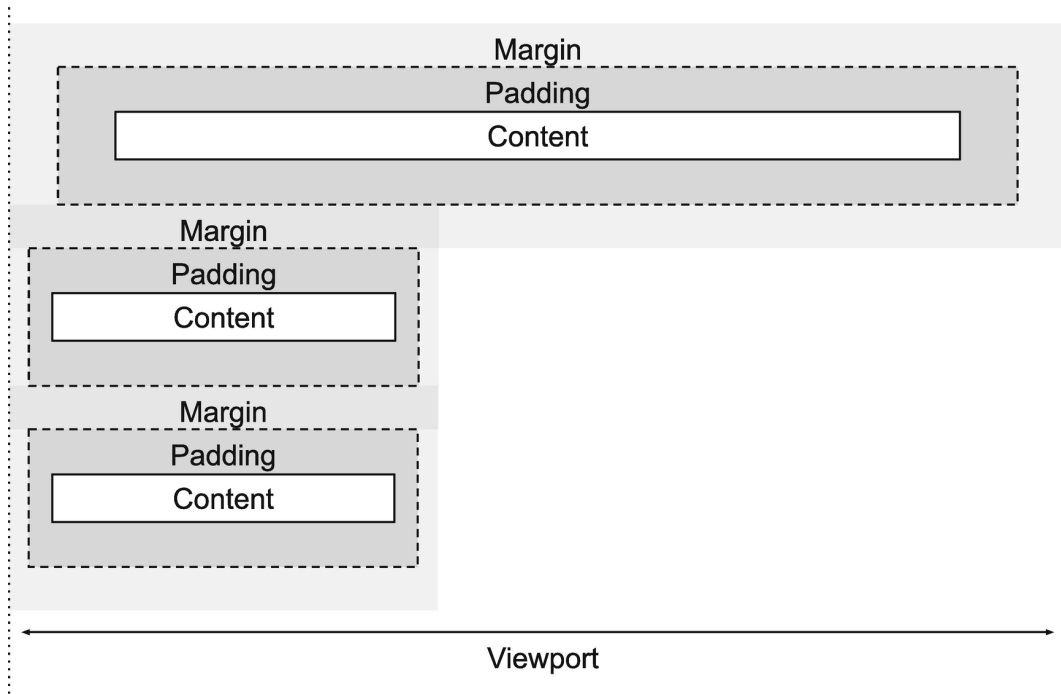 Margin
Padding
Content
Margin
Padding
Content
Margin
Padding
Content
Viewport